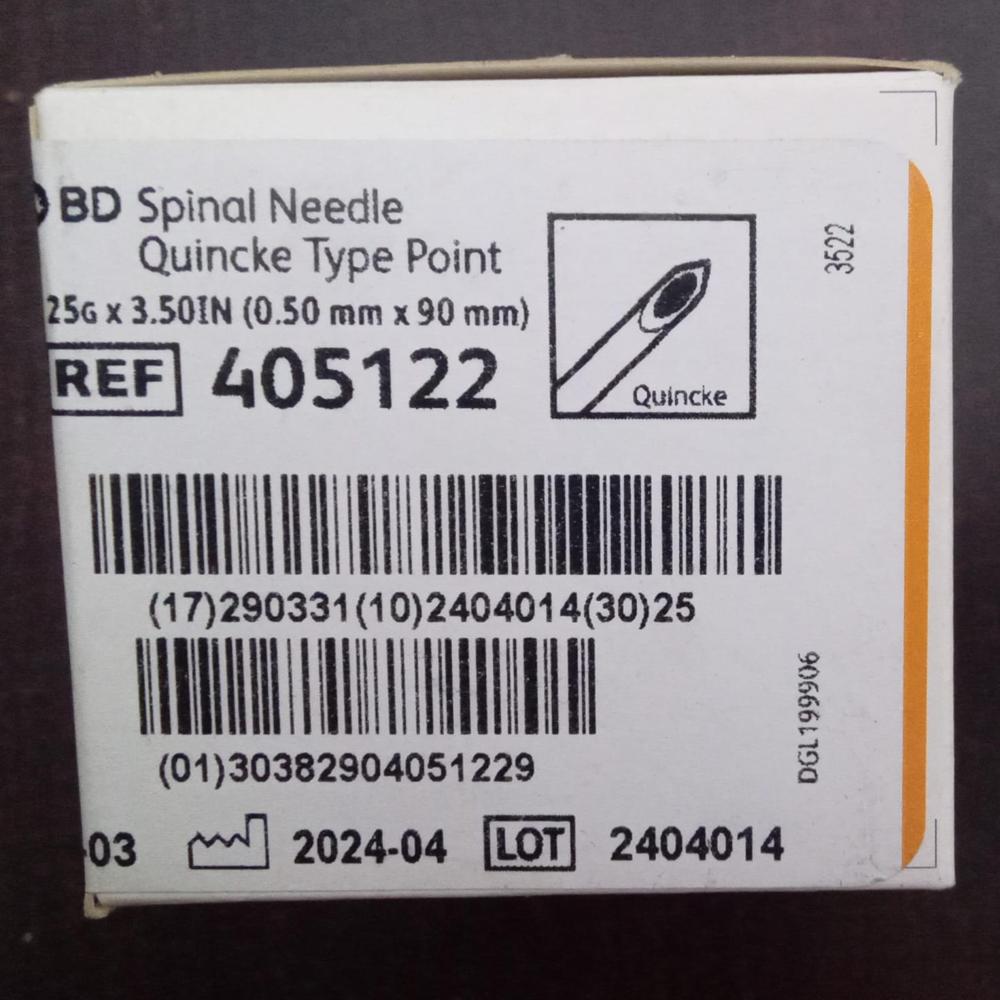 BD Spinal Needle
Quincke Type Point
25G x 3.50IN (0.50 mm x 90 mm)
REF 405122
Quincke
3522
(17)290331(10)2404014(30)25
(01)30382904051229
DGL199906
-03 2024-04 LOT 2404014